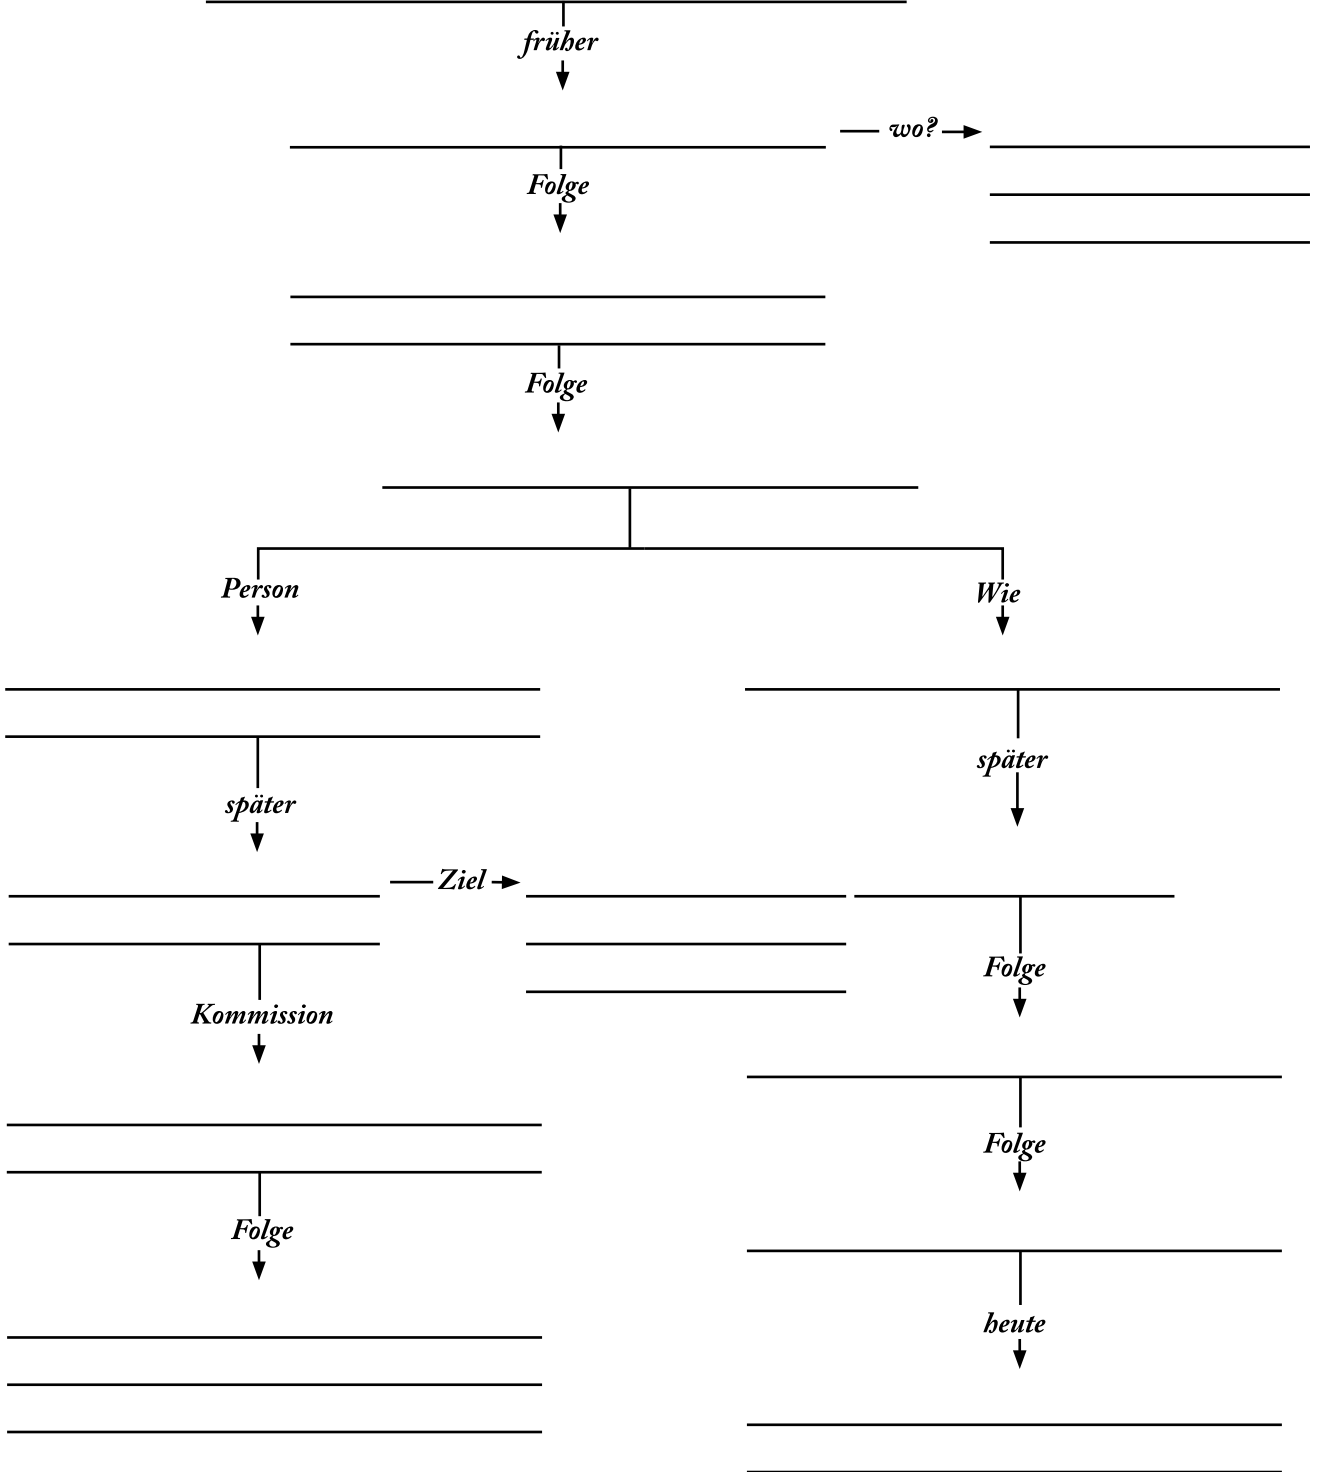 früher
wo?
Folge
Folge
Person
Wie
später
später
Ziel
Folge
Kommission
Folge
Folge
heute